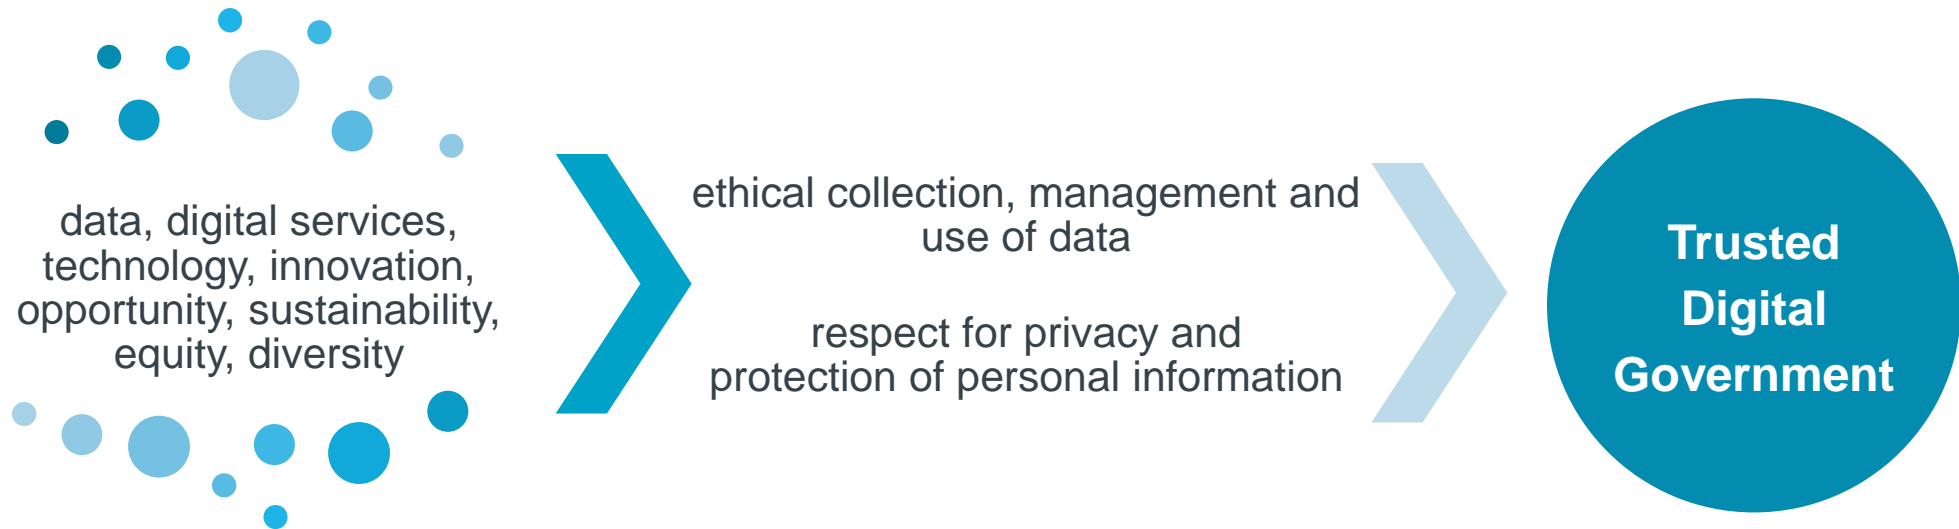 data, digital services,
technology, innovation,
opportunity, sustainability,
equity, diversity
ethical collection, management and
use of data
respect for privacy and
protection of personal information
Trusted
Digital
Government